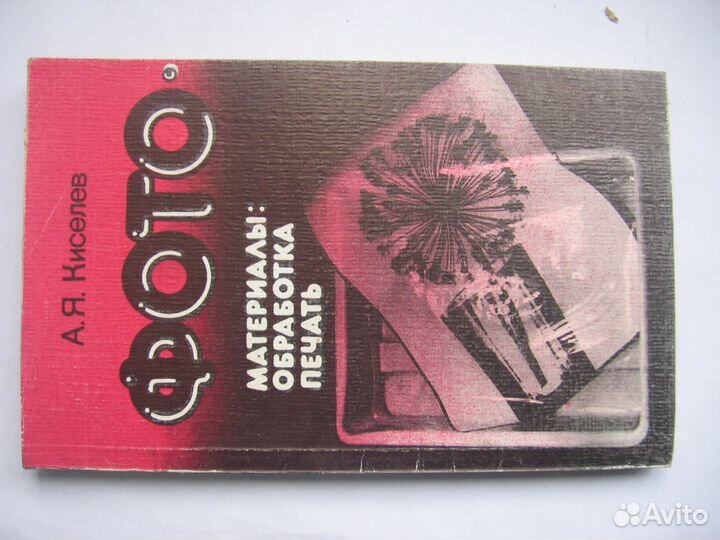 А. Я. Киселев
ФОТО
МАТЕРИАЛЫ:
ОБРАБОТКА
ПЕЧАТЬ
Avito